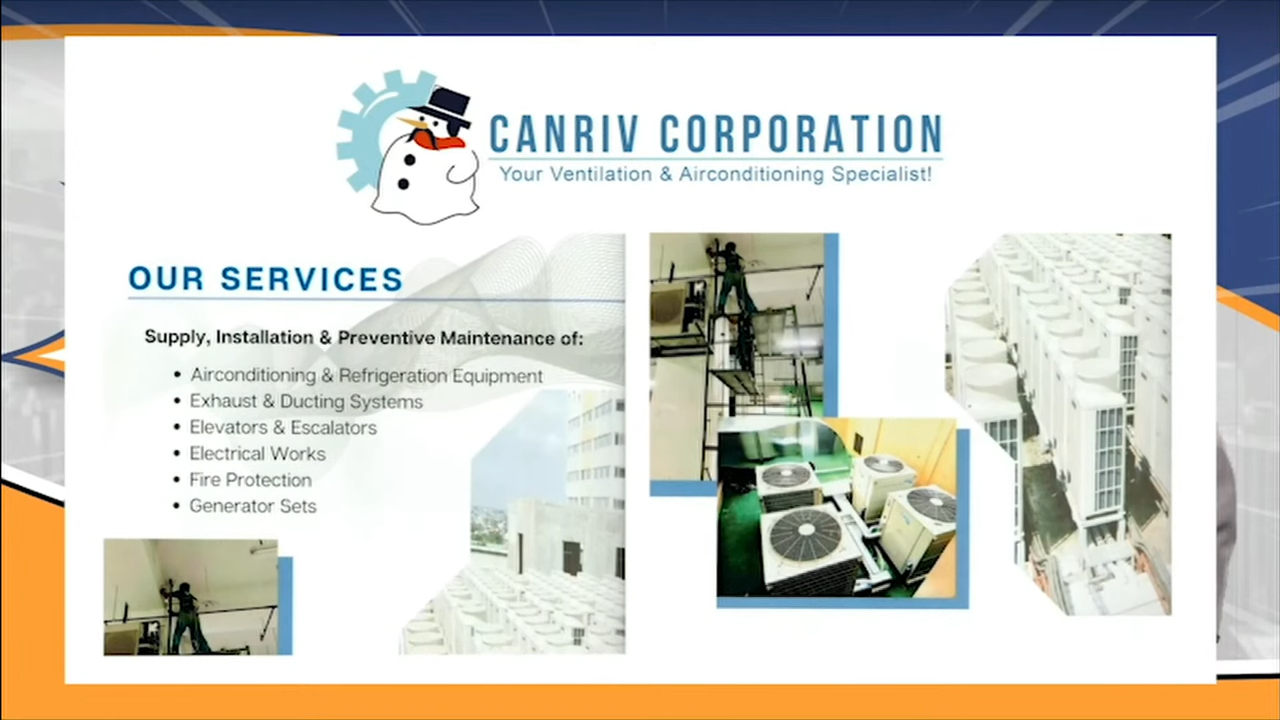 CANRIV CORPORATION
Your Ventilation & Airconditioning Specialist!
OUR SERVICES
Supply, Installation & Preventive Maintenance of:
• Airconditioning & Refrigeration Equipment
• Exhaust & Ducting Systems
• Elevators & Escalators
• Electrical Works
• Fire Protection
• Generator Sets